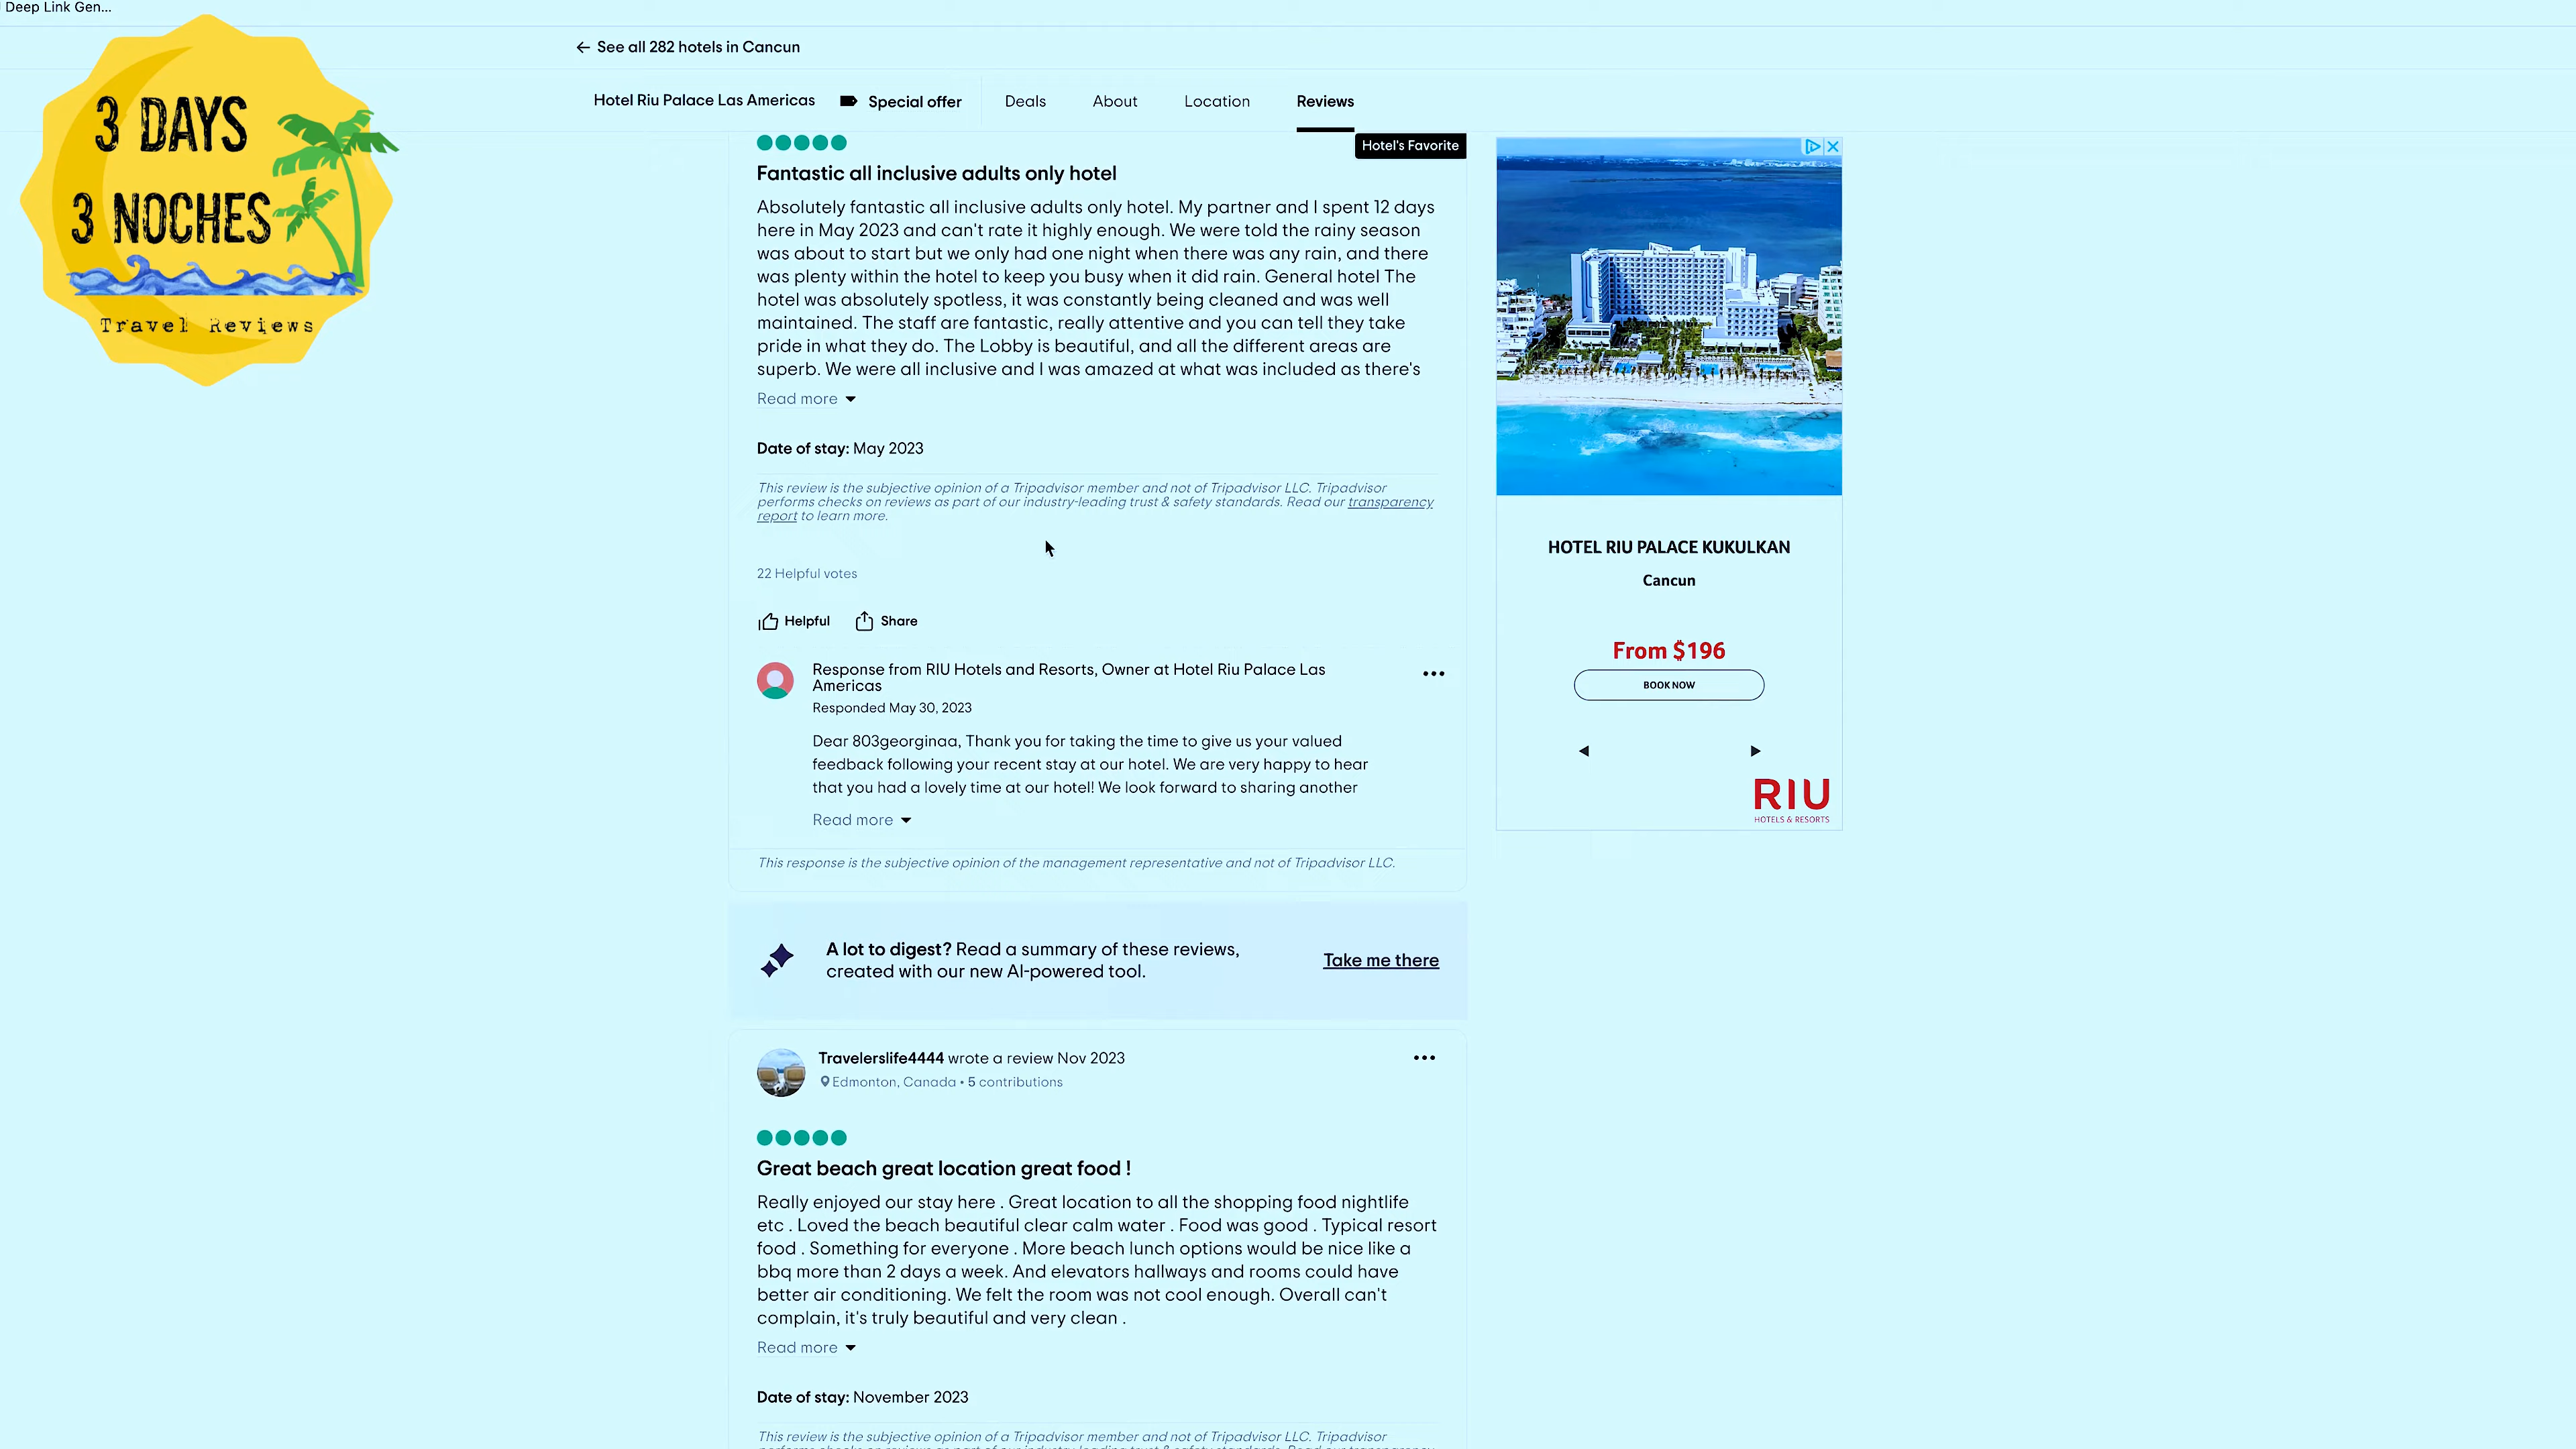 Deep Link Gen...
3 DAYS
3 NOCHES
Travel Reviews
See all 282 hotels in Cancun
Hotel Riu Palace Las Americas
Special offer
Deals
About
Location
Reviews
Hotel's Favorite
Fantastic all inclusive adults only hotel
Absolutely fantastic all inclusive adults only hotel. My partner and I spent 12 days
here in May 2023 and can't rate it highly enough. We were told the rainy season
was about to start but we only had one night when there was any rain, and there
was plenty within the hotel to keep you busy when it did rain. General hotel The
hotel was absolutely spotless, it was constantly being cleaned and was well
maintained. The staff are fantastic, really attentive and you can tell they take
pride in what they do. The Lobby is beautiful, and all the different areas are
superb. We were all inclusive and I was amazed at what was included as there's
Read more
Date of stay: May 2023
This review is the subjective opinion of a Tripadvisor member and not of Tripadvisor LLC. Tripadvisor
performs checks on reviews as part of our industry-leading trust & safety standards. Read our transparency
report to learn more.
22 Helpful votes
Helpful
Share
Response from RIU Hotels and Resorts, Owner at Hotel Riu Palace Las
Americas
Responded May 30, 2023
Dear 803georginaa, Thank you for taking the time to give us your valued
feedback following your recent stay at our hotel. We are very happy to hear
that you had a lovely time at our hotel! We look forward to sharing another
Read more
This response is the subjective opinion of the management representative and not of Tripadvisor LLC.
A lot to digest? Read a summary of these reviews,
created with our new AI-powered tool.
Take me there
Travelerslife4444 wrote a review Nov 2023
Edmonton, Canada • 5 contributions
Great beach great location great food !
Really enjoyed our stay here . Great location to all the shopping food nightlife
etc . Loved the beach beautiful clear calm water . Food was good . Typical resort
food . Something for everyone . More beach lunch options would be nice like a
bbq more than 2 days a week. And elevators hallways and rooms could have
better air conditioning. We felt the room was not cool enough. Overall can't
complain, it's truly beautiful and very clean .
Read more
Date of stay: November 2023
This review is the subjective opinion of a Tripadvisor member and not of Tripadvisor LLC. Tripadvisor
HOTEL RIU PALACE KUKULKAN
Cancun
From $196
BOOK NOW
RIU
HOTELS & RESORTS